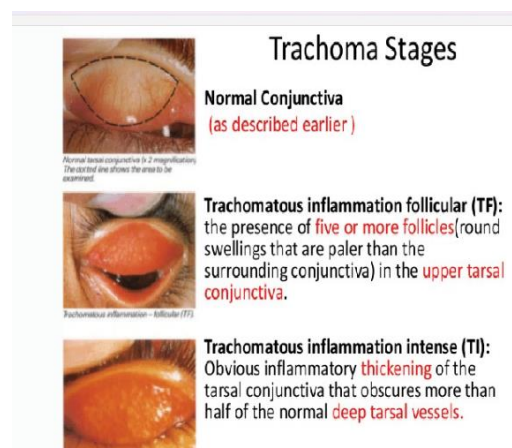 Trachoma Stages
Normal Conjunctiva
(as described earlier )
Normal tarsal conjunctiva (x 2 magnification).
The dotted line shows the area to be
examined.
Trachomatous inflammation follicular (TF):
the presence of five or more follicles(round
swellings that are paler than the
surrounding conjunctiva) in the upper tarsal
conjunctiva.
Trachomatous inflammation – follicular (TF).
Trachomatous inflammation intense (TI):
Obvious inflammatory thickening of the
tarsal conjunctiva that obscures more than
half of the normal deep tarsal vessels.